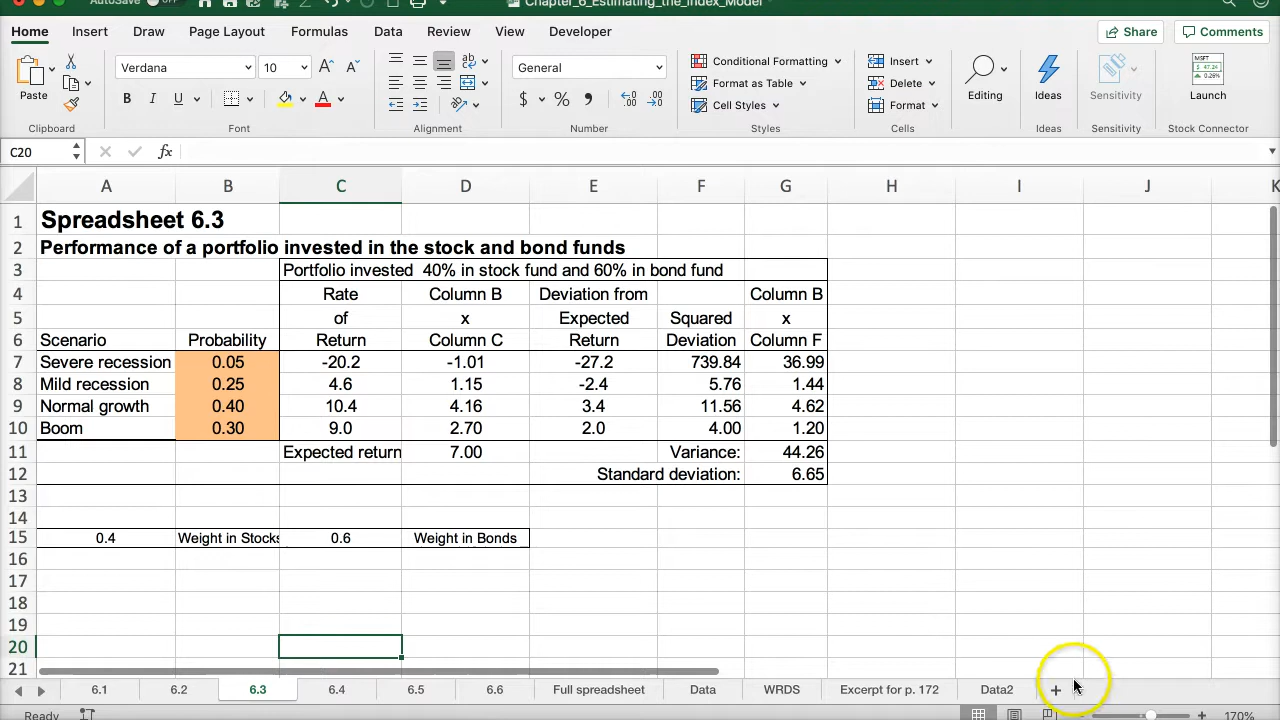 AutoSave OFF Chapter_6_Estimating_the_Index_Model
Home Insert Draw Page Layout Formulas Data Review View Developer Share Comments
Verdana 10 General Conditional Formatting Insert MSFT
Format as Table Delete $ 47.24
Paste B I U $ % Cell Styles Format Editing Ideas Sensitivity Launch
Clipboard Font Alignment Number Styles Cells Ideas Sensitivity Stock Connector
C20 fx
A B C D E F G H I J K
1 Spreadsheet 6.3
2 Performance of a portfolio invested in the stock and bond funds
3 Portfolio invested 40% in stock fund and 60% in bond fund
4 Rate Column B Deviation from Column B
5 of x Expected Squared x
6 Scenario Probability Return Column C Return Deviation Column F
7 Severe recession 0.05 -20.2 -1.01 -27.2 739.84 36.99
8 Mild recession 0.25 4.6 1.15 -2.4 5.76 1.44
9 Normal growth 0.40 10.4 4.16 3.4 11.56 4.62
10 Boom 0.30 9.0 2.70 2.0 4.00 1.20
11 Expected return 7.00 Variance: 44.26
12 Standard deviation: 6.65
13
14
15 0.4 Weight in Stocks 0.6 Weight in Bonds
16
17
18
19
20
21
6.1 6.2 6.3 6.4 6.5 6.6 Full spreadsheet Data WRDS Excerpt for p. 172 Data2 +
Ready 170%